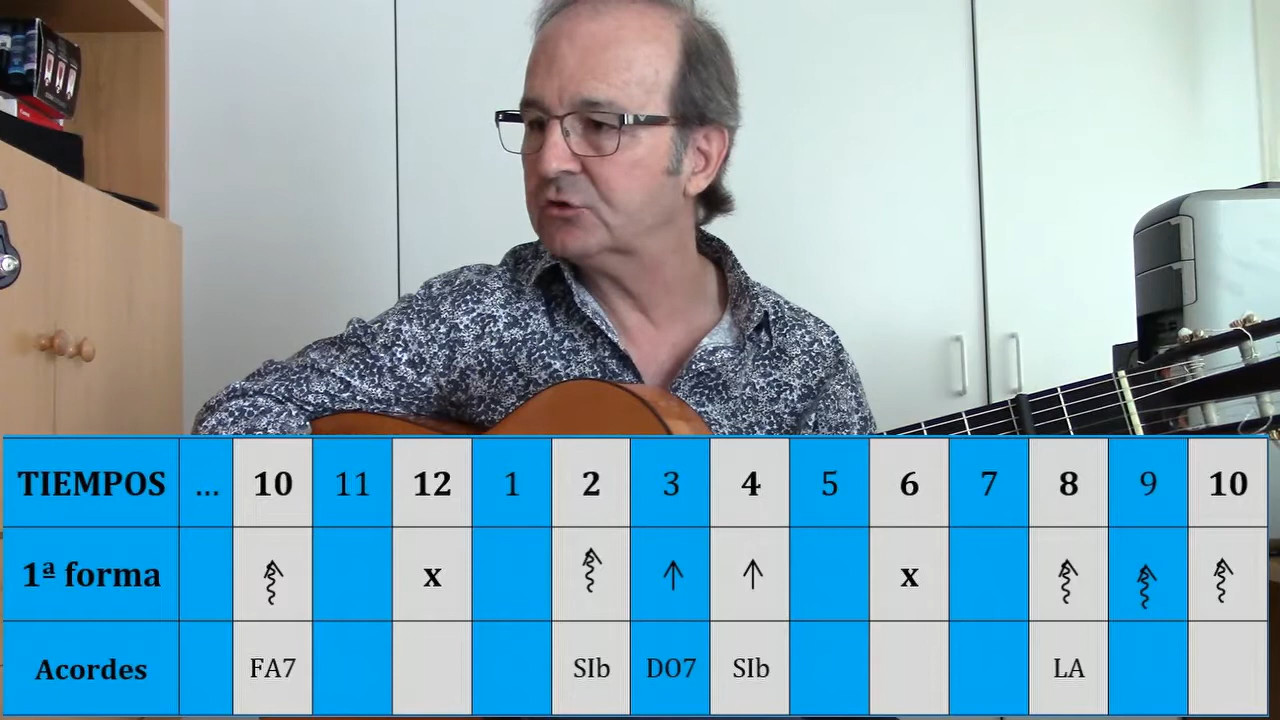 TIEMPOS ... 10 11 12 1 2 3 4 5 6 7 8 9 10
1ª forma x x
Acordes FA7 SIb DO7 SIb LA